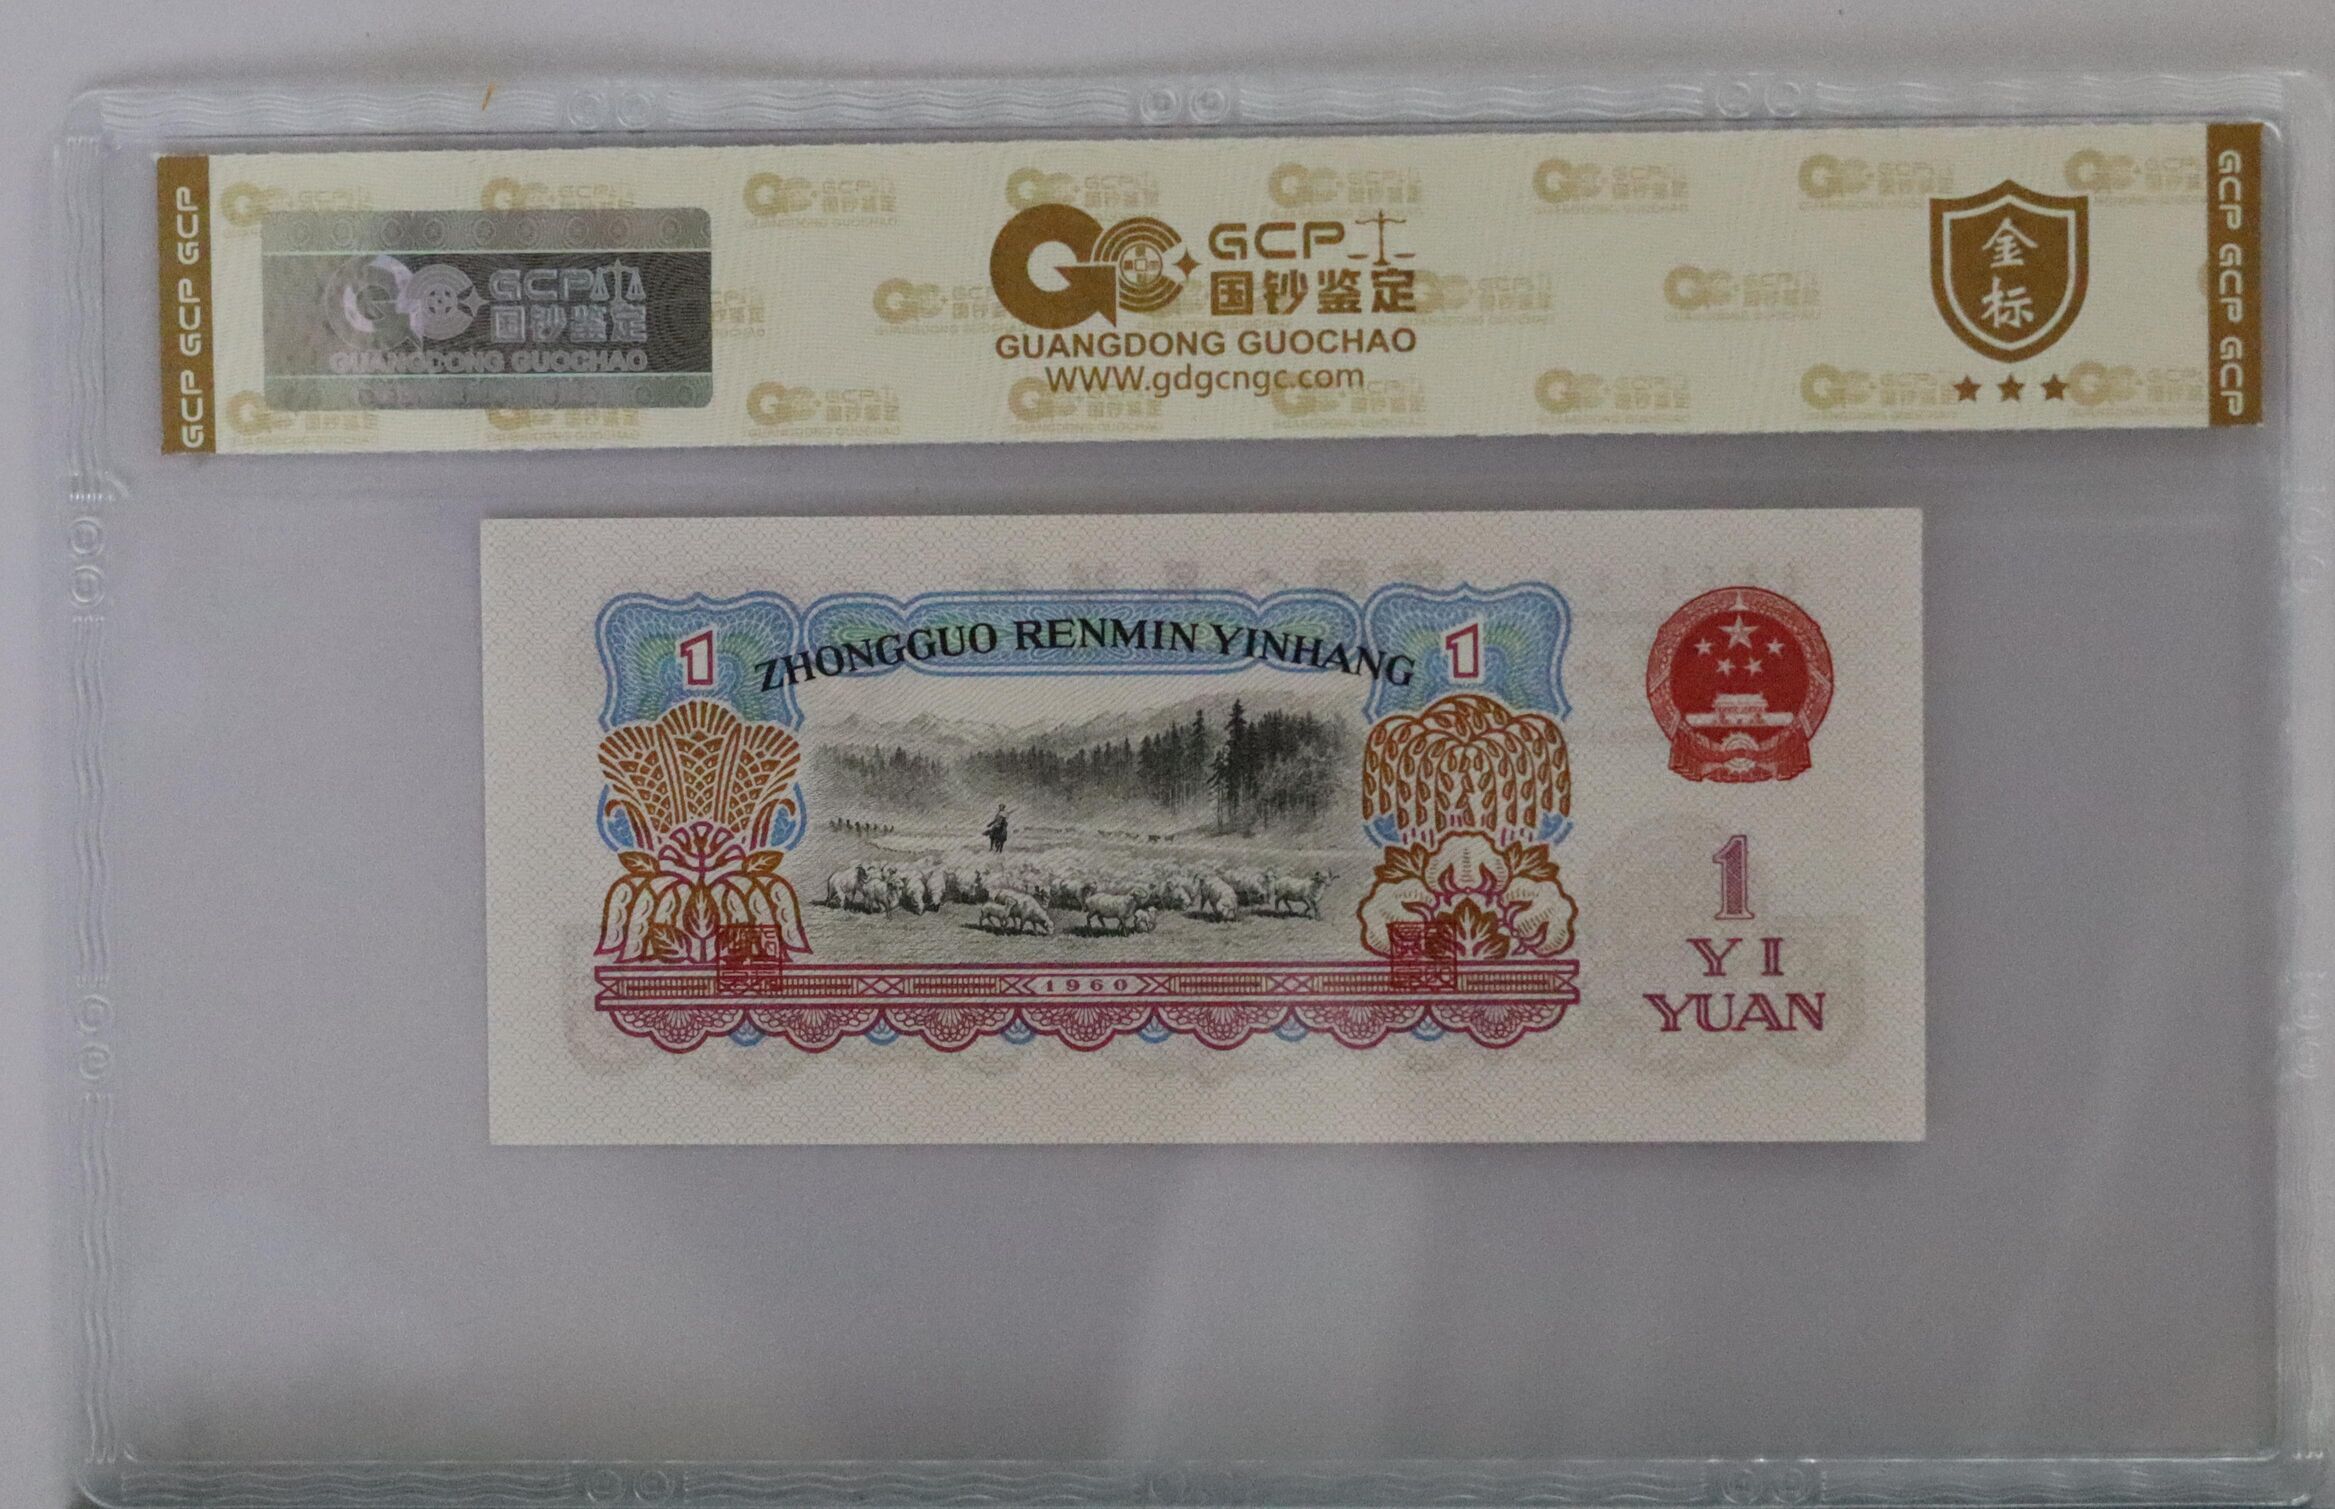 GCP GCP GCP
GCP
国钞鉴定
GUANGDONG GUOCHAO
GCP
国钞鉴定
GUANGDONG GUOCHAO
WWW.gdgcngc.com
金
标
GCP GCP GCP
ZHONGGUO RENMIN YINHANG
1
1
1960
1
YI
YUAN